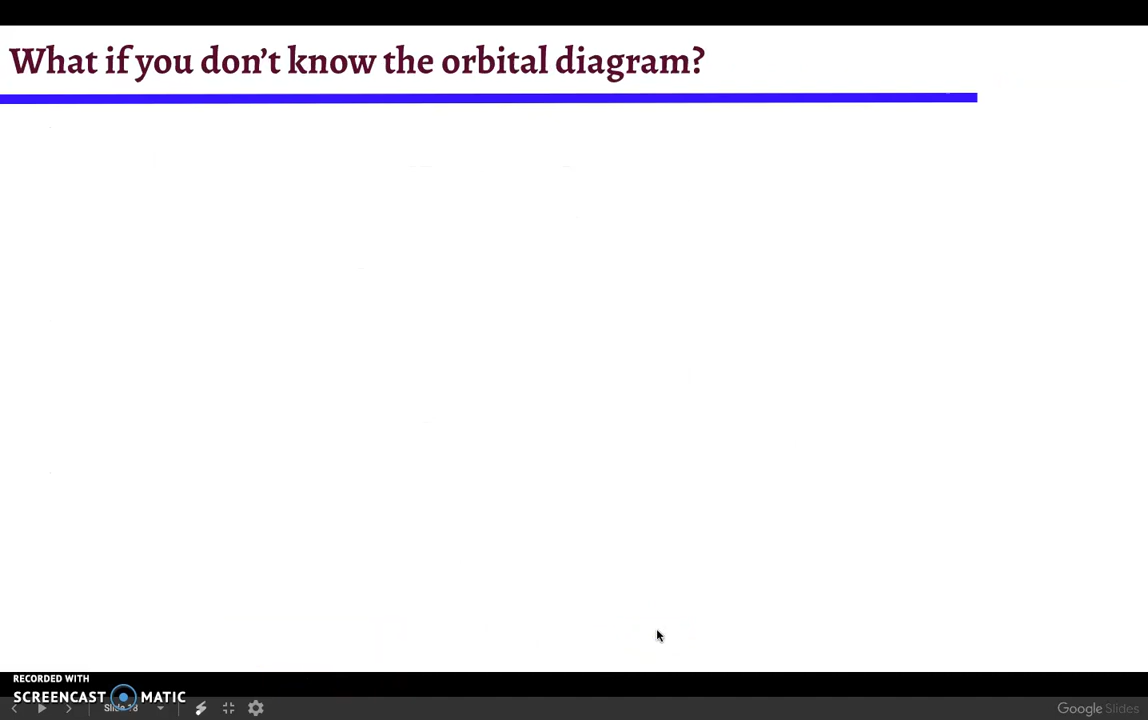 What if you don't know the orbital diagram?
RECORDED WITH
SCREENCAST MATIC
Google Slides